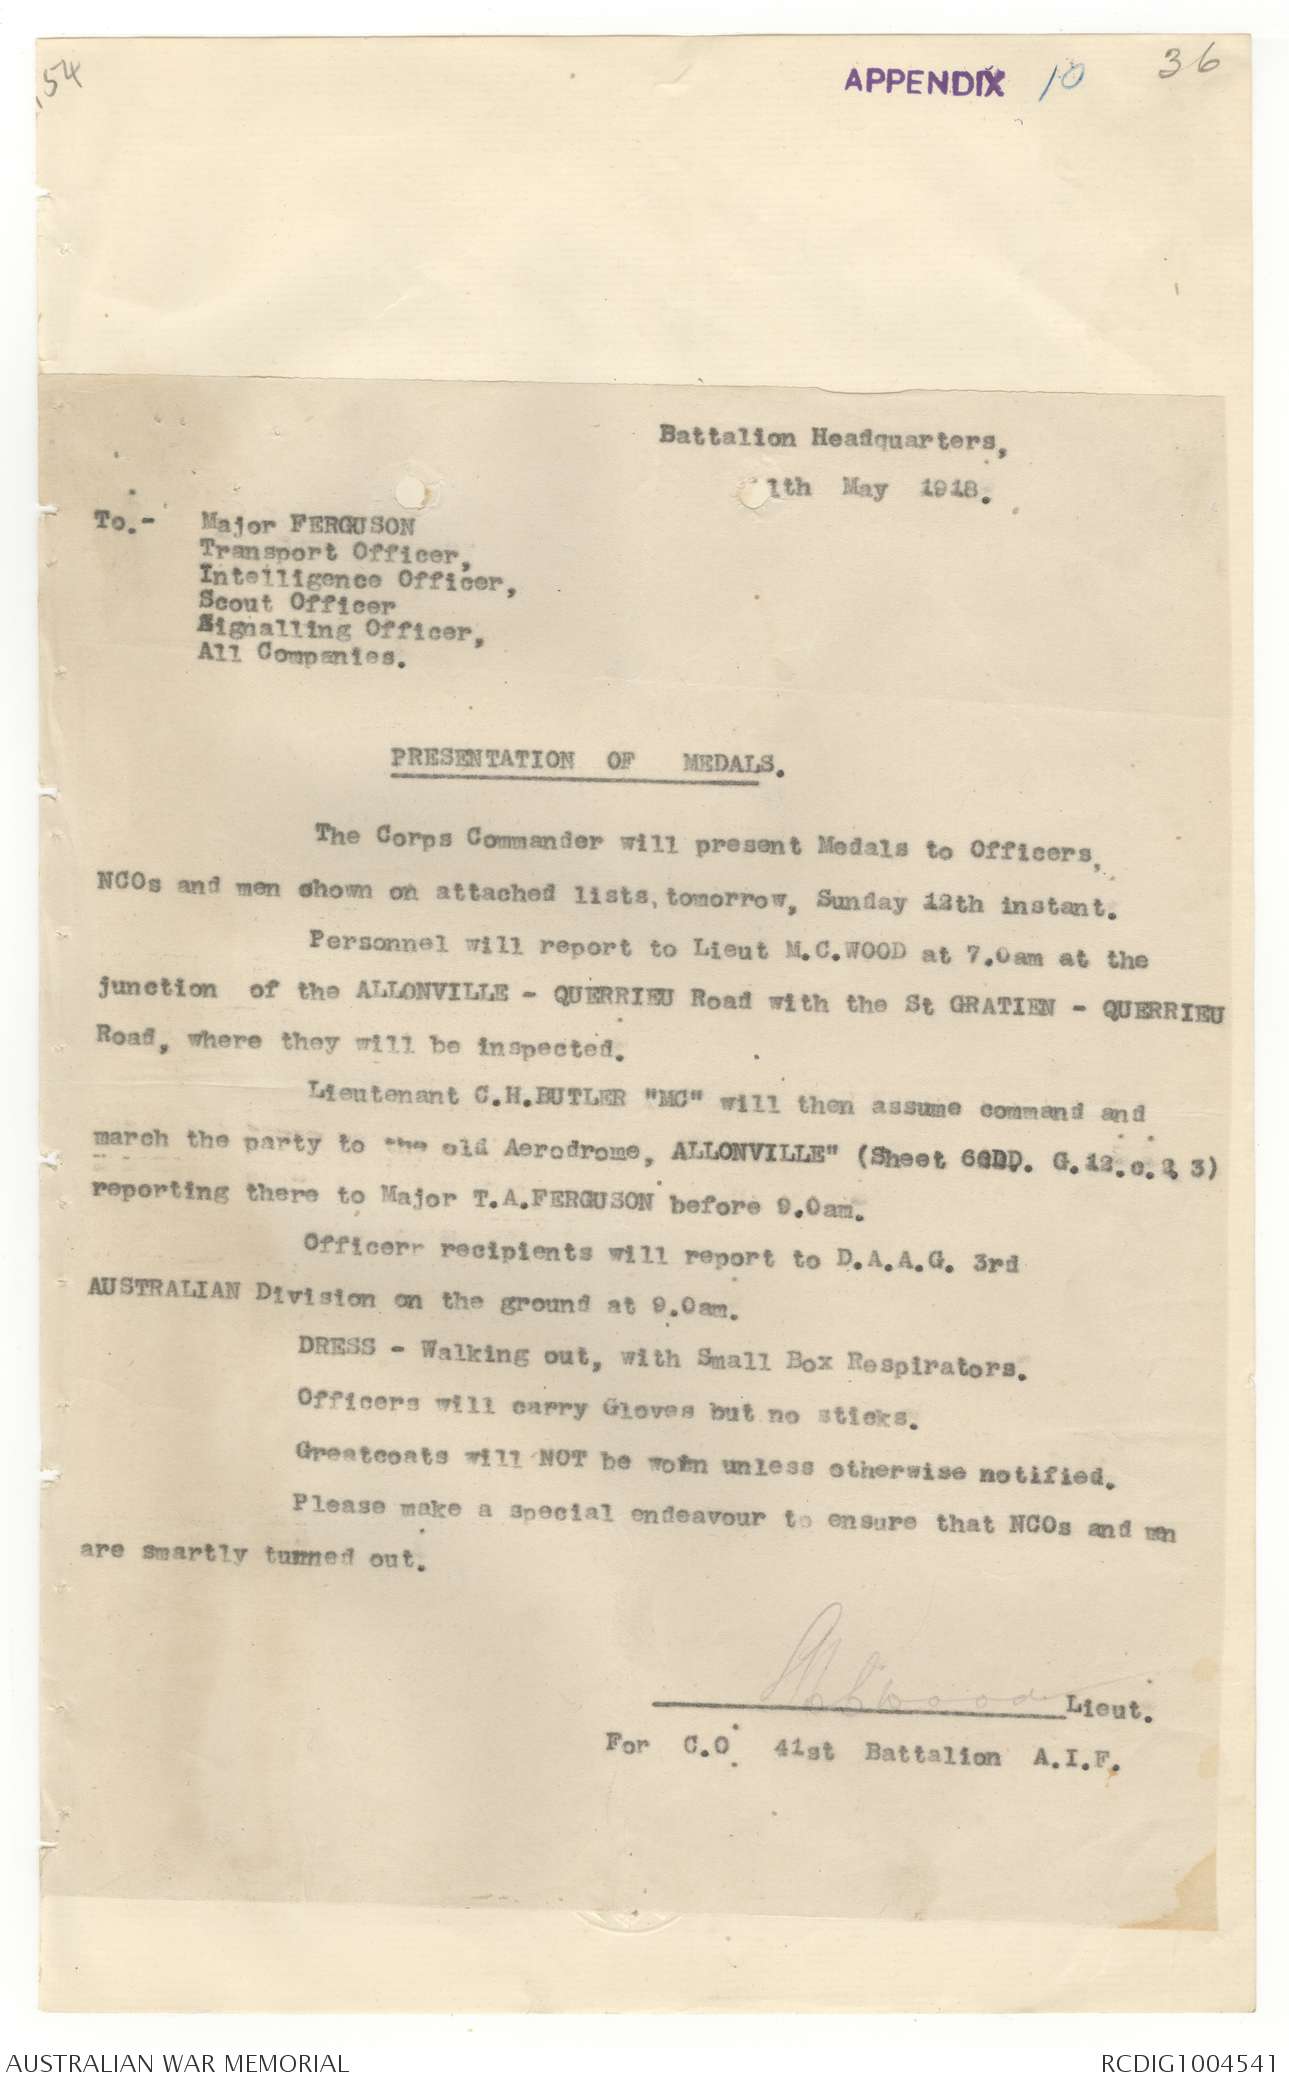 154
APPENDIX 10
36
Battalion Headquarters,
11th May 1918.
To.- Major FERGUSON
Transport Officer,
Intelligence Officer,
Scout Officer
Signalling Officer,
All Companies.
PRESENTATION OF MEDALS.
The Corps Commander will present Medals to Officers,
NCOs and men shown on attached lists, tomorrow, Sunday 12th instant.
Personnel will report to Lieut M.C.WOOD at 7.0am at the
junction of the ALLONVILLE - QUERRIEU Road with the St GRATIEN - QUERRIEU
Road, where they will be inspected.
Lieutenant C.H.BUTLER "MC" will then assume command and
march the party to the old Aerodrome, ALLONVILLE" (Sheet G.12.c.2 3)
reporting there to Major T.A.FERGUSON before 9.0am.
Officerr recipients will report to D.A.A.G. 3rd
AUSTRALIAN Division on the ground at 9.0am.
DRESS - Walking out, with Small Box Respirators.
Officers will carry Gloves but no sticks.
Greatcoats will NOT be worn unless otherwise notified.
Please make a special endeavour to ensure that NCOs and men
are smartly turned out.
Lieut.
For C.O. 41st Battalion A.I.F.
AUSTRALIAN WAR MEMORIAL
RCDIG1004541